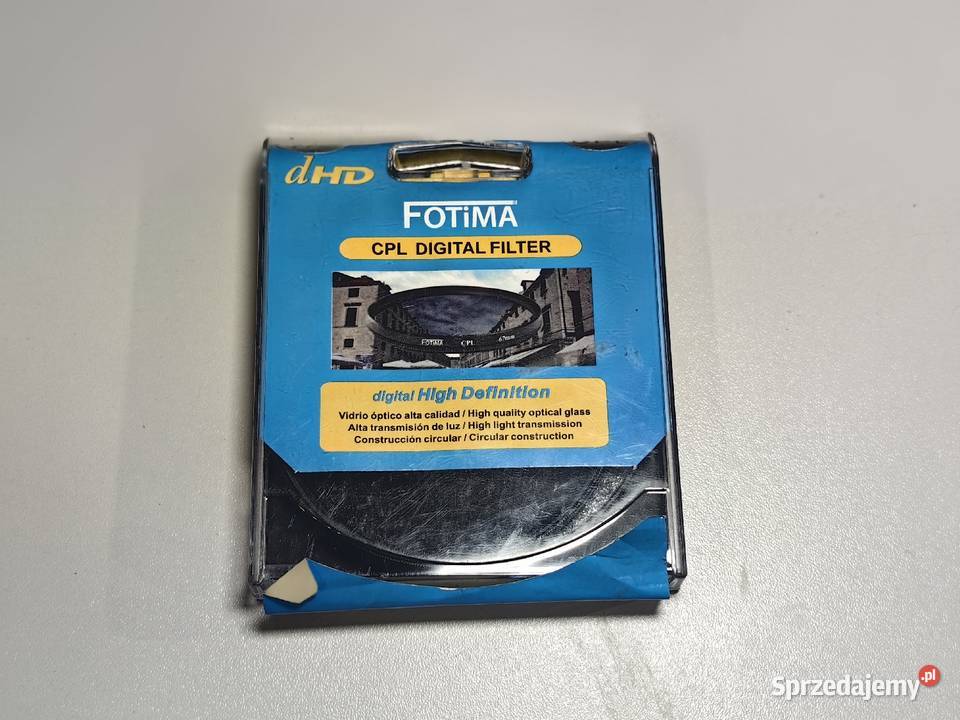 dHD
FOTiMA
CPL DIGITAL FILTER
FOTiMA CPL 67mm
digital High Definition
Vidrio óptico alta calidad / High quality optical glass
Alta transmisión de luz / High light transmission
Construcción circular / Circular construction
Sprzedajemy.pl